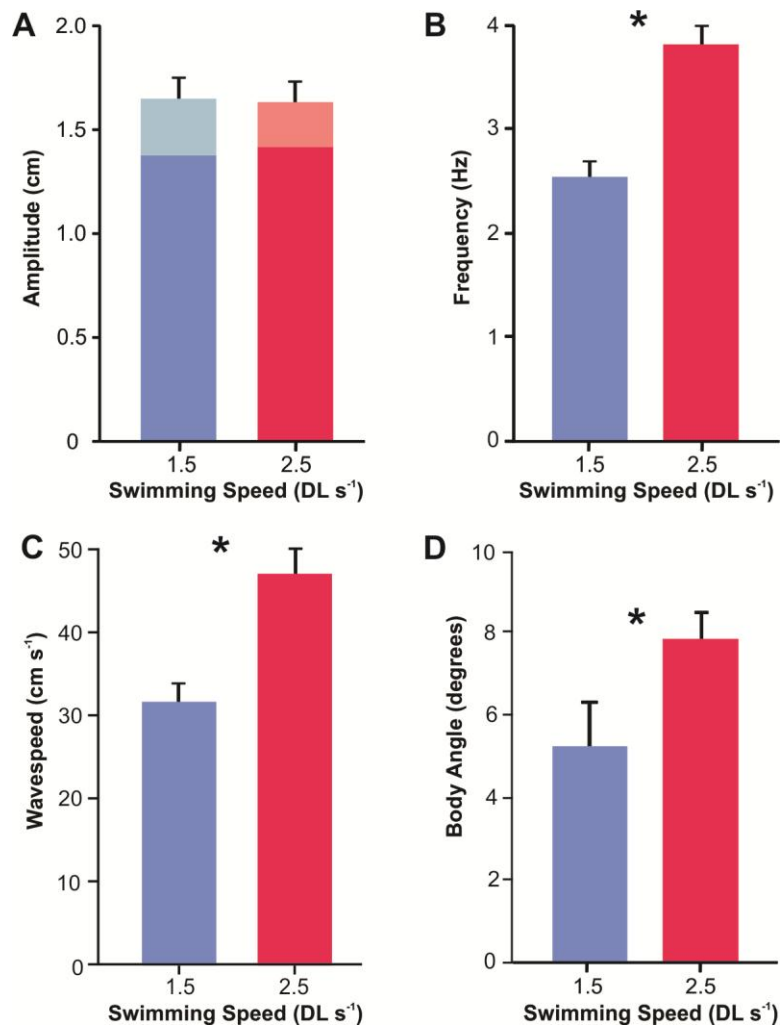 A
2.0
1.5
1.0
0.5
0
Amplitude (cm)
1.5 2.5
Swimming Speed (DL s⁻¹)
B
*
4
3
2
1
0
Frequency (Hz)
1.5 2.5
Swimming Speed (DL s⁻¹)
C
*
50
40
30
20
10
0
Wavespeed (cm s⁻¹)
1.5 2.5
Swimming Speed (DL s⁻¹)
D
*
10
8
6
4
2
0
Body Angle (degrees)
1.5 2.5
Swimming Speed (DL s⁻¹)